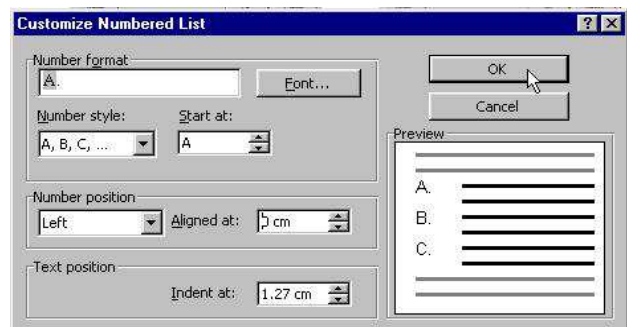 Customize Numbered List
Number format
A.
Font...
Number style:
Start at:
A, B, C, ...
A
Number position
Left
Aligned at:
cm
Text position
Indent at:
1.27 cm
OK
Cancel
Preview
A.
B.
C.